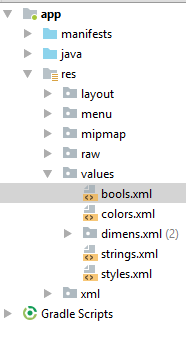 app
manifests
java
res
layout
menu
mipmap
raw
values
bools.xml
colors.xml
dimens.xml (2)
strings.xml
styles.xml
xml
Gradle Scripts